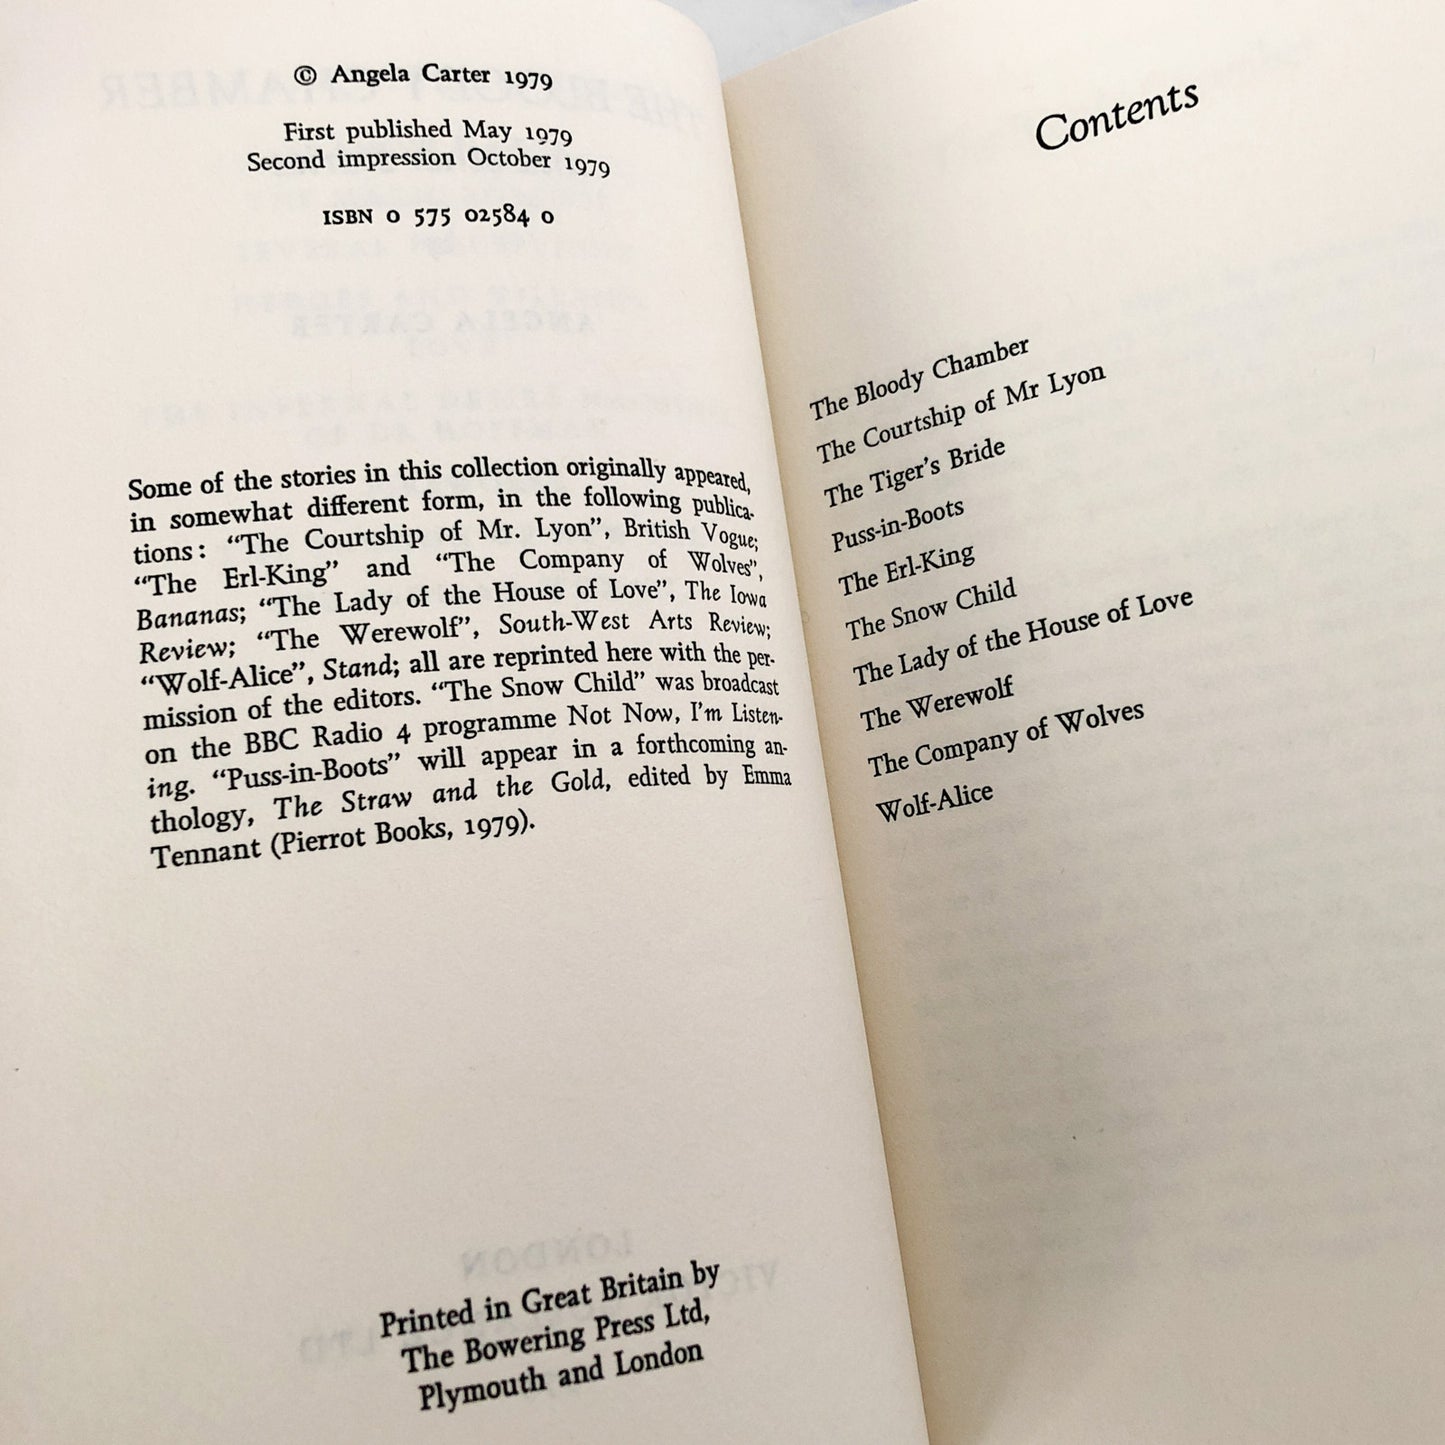 © Angela Carter 1979
First published May 1979
Second impression October 1979
ISBN 0 575 02584 0
Some of the stories in this collection originally appeared,
in somewhat different form, in the following publica-
tions: “The Courtship of Mr. Lyon”, British Vogue;
“The Erl-King” and “The Company of Wolves”,
Bananas; “The Lady of the House of Love”, The Iowa
Review; “The Werewolf”, South-West Arts Review;
“Wolf-Alice”, Stand; all are reprinted here with the per-
mission of the editors. “The Snow Child” was broadcast
on the BBC Radio 4 programme Not Now, I’m Listen-
ing. “Puss-in-Boots” will appear in a forthcoming an-
thology, The Straw and the Gold, edited by Emma
Tennant (Pierrot Books, 1979).
Printed in Great Britain by
The Bowering Press Ltd,
Plymouth and London
Contents
The Bloody Chamber
The Courtship of Mr Lyon
The Tiger’s Bride
Puss-in-Boots
The Erl-King
The Snow Child
The Lady of the House of Love
The Werewolf
The Company of Wolves
Wolf-Alice